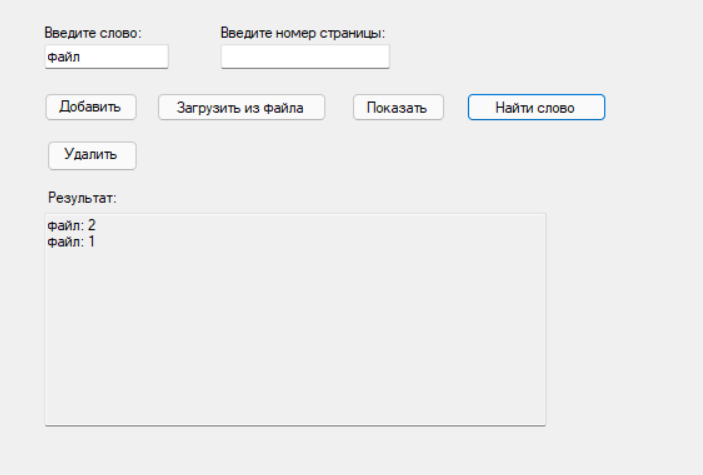 Введите слово: Введите номер страницы:
файл
Добавить Загрузить из файла Показать Найти слово
Удалить
Результат:
файл: 2
файл: 1